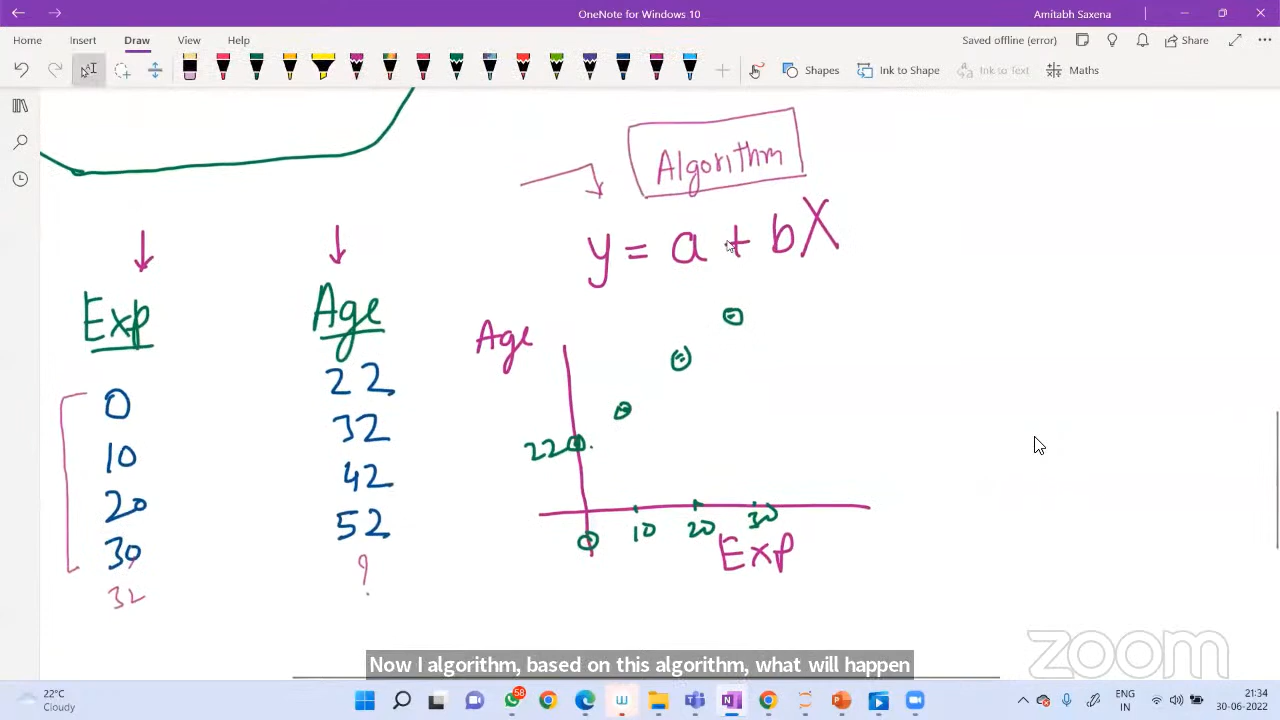 OneNote for Windows 10
Amitabh Saxena
Home Insert Draw View Help
Saved offline (error)
Share
Shapes
Ink to Shape
Ink to Text
Maths
Algorithm
y = a + bX
Exp Age
0 22
10 32
20 42
30 52
32 ?
Age
22
0 10 20 30
Exp
Now I algorithm, based on this algorithm, what will happen
zoom
22°C
Cloudy
58
ENG
IN
21:34
30-06-2022